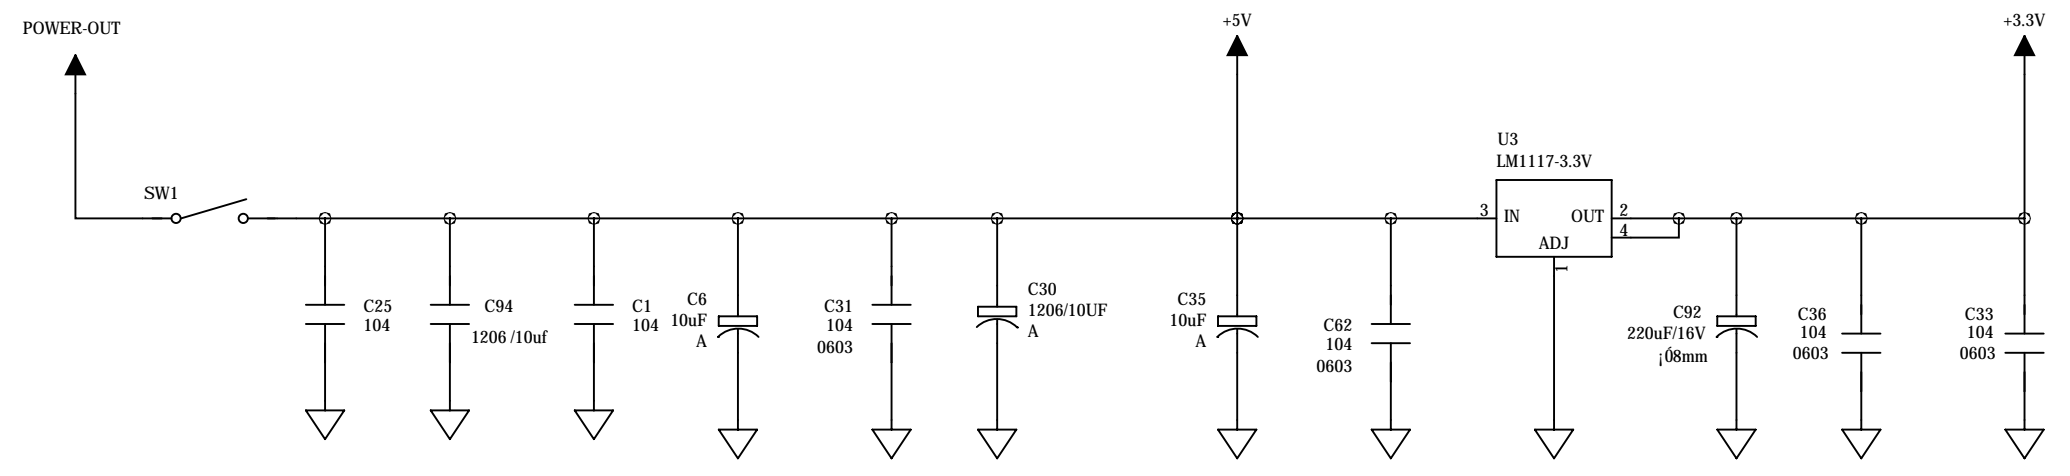 POWER-OUT
+5V
+3.3V
SW1
U3
LM1117-3.3V
3
IN
OUT
2
4
ADJ
1
C25
104
C94
1206 /10uf
C1
104
C6
10uF
A
C31
104
0603
C30
1206/10UF
A
C35
10uF
A
C62
104
0603
C92
220uF/16V
¡Ó8mm
C36
104
0603
C33
104
0603